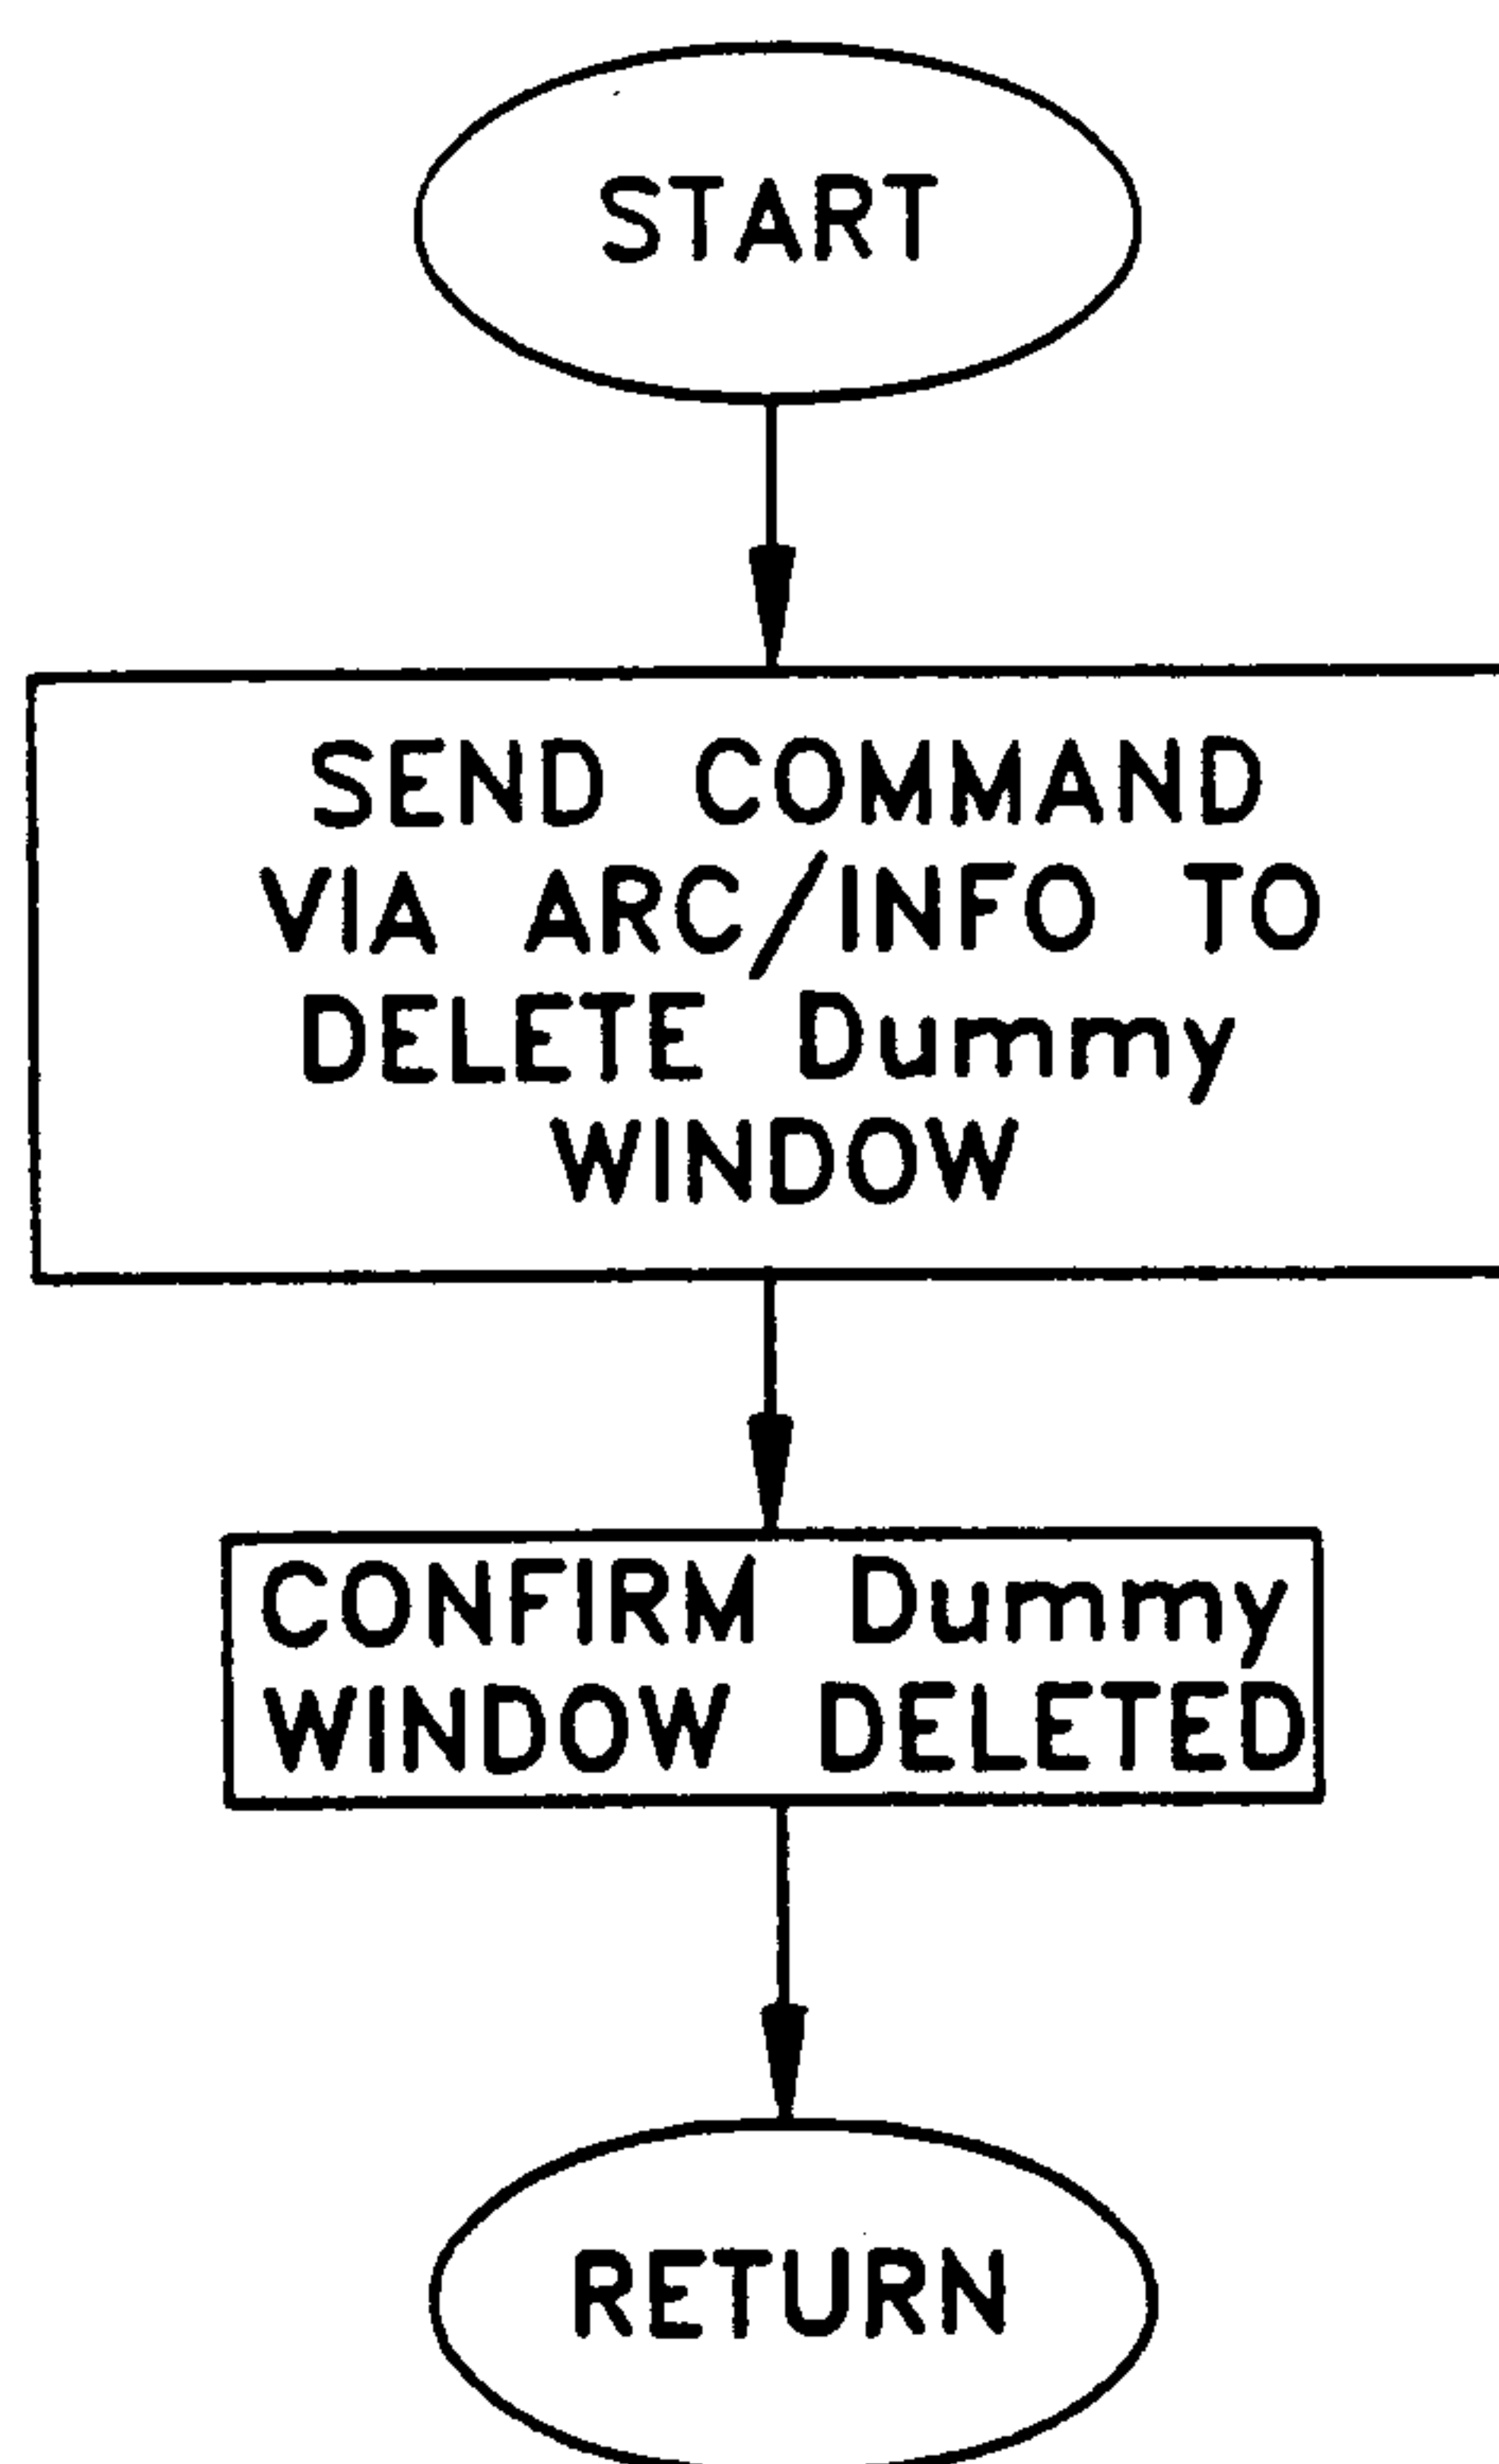 START
SEND COMMAND
VIA ARC/INFO TO
DELETE Dummy
WINDOW
CONFIRM Dummy
WINDOW DELETED
RETURN